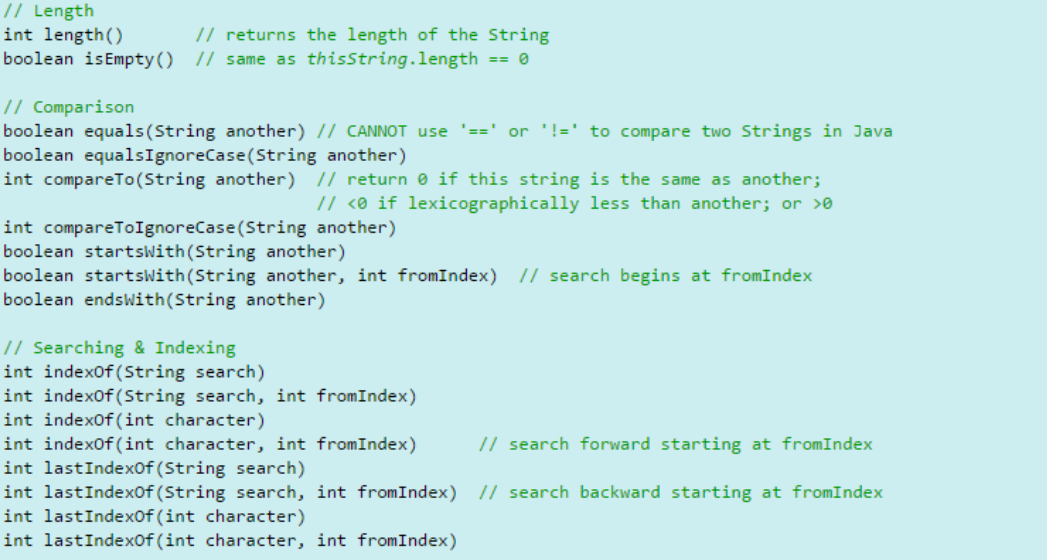 // Length
int length()       // returns the length of the String
boolean isEmpty()  // same as thisString.length == 0

// Comparison
boolean equals(String another) // CANNOT use '==' or '!=' to compare two Strings in Java
boolean equalsIgnoreCase(String another)
int compareTo(String another)  // return 0 if this string is the same as another;
                               // <0 if lexicographically less than another; or >0
int compareToIgnoreCase(String another)
boolean startsWith(String another)
boolean startsWith(String another, int fromIndex)  // search begins at fromIndex
boolean endsWith(String another)

// Searching & Indexing
int indexOf(String search)
int indexOf(String search, int fromIndex)
int indexOf(int character)
int indexOf(int character, int fromIndex)      // search forward starting at fromIndex
int lastIndexOf(String search)
int lastIndexOf(String search, int fromIndex)  // search backward starting at fromIndex
int lastIndexOf(int character)
int lastIndexOf(int character, int fromIndex)